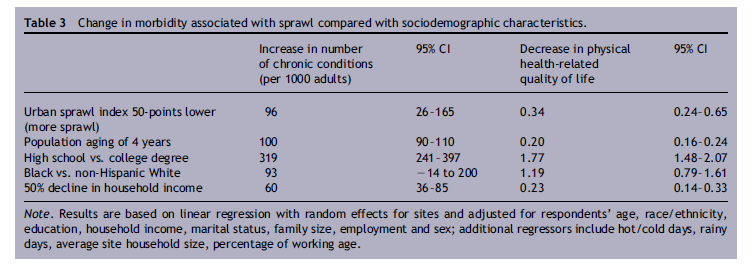 Table 3 Change in morbidity associated with sprawl compared with sociodemographic characteristics.
Increase in number 95% CI Decrease in physical 95% CI
of chronic conditions health-related
(per 1000 adults) quality of life
Urban sprawl index 50-points lower 96 26–165 0.34 0.24–0.65
(more sprawl)
Population aging of 4 years 100 90–110 0.20 0.16–0.24
High school vs. college degree 319 241–397 1.77 1.48–2.07
Black vs. non-Hispanic White 93 −14 to 200 1.19 0.79–1.61
50% decline in household income 60 36–85 0.23 0.14–0.33
Note. Results are based on linear regression with random effects for sites and adjusted for respondents’ age, race/ethnicity,
education, household income, marital status, family size, employment and sex; additional regressors include hot/cold days, rainy
days, average site household size, percentage of working age.